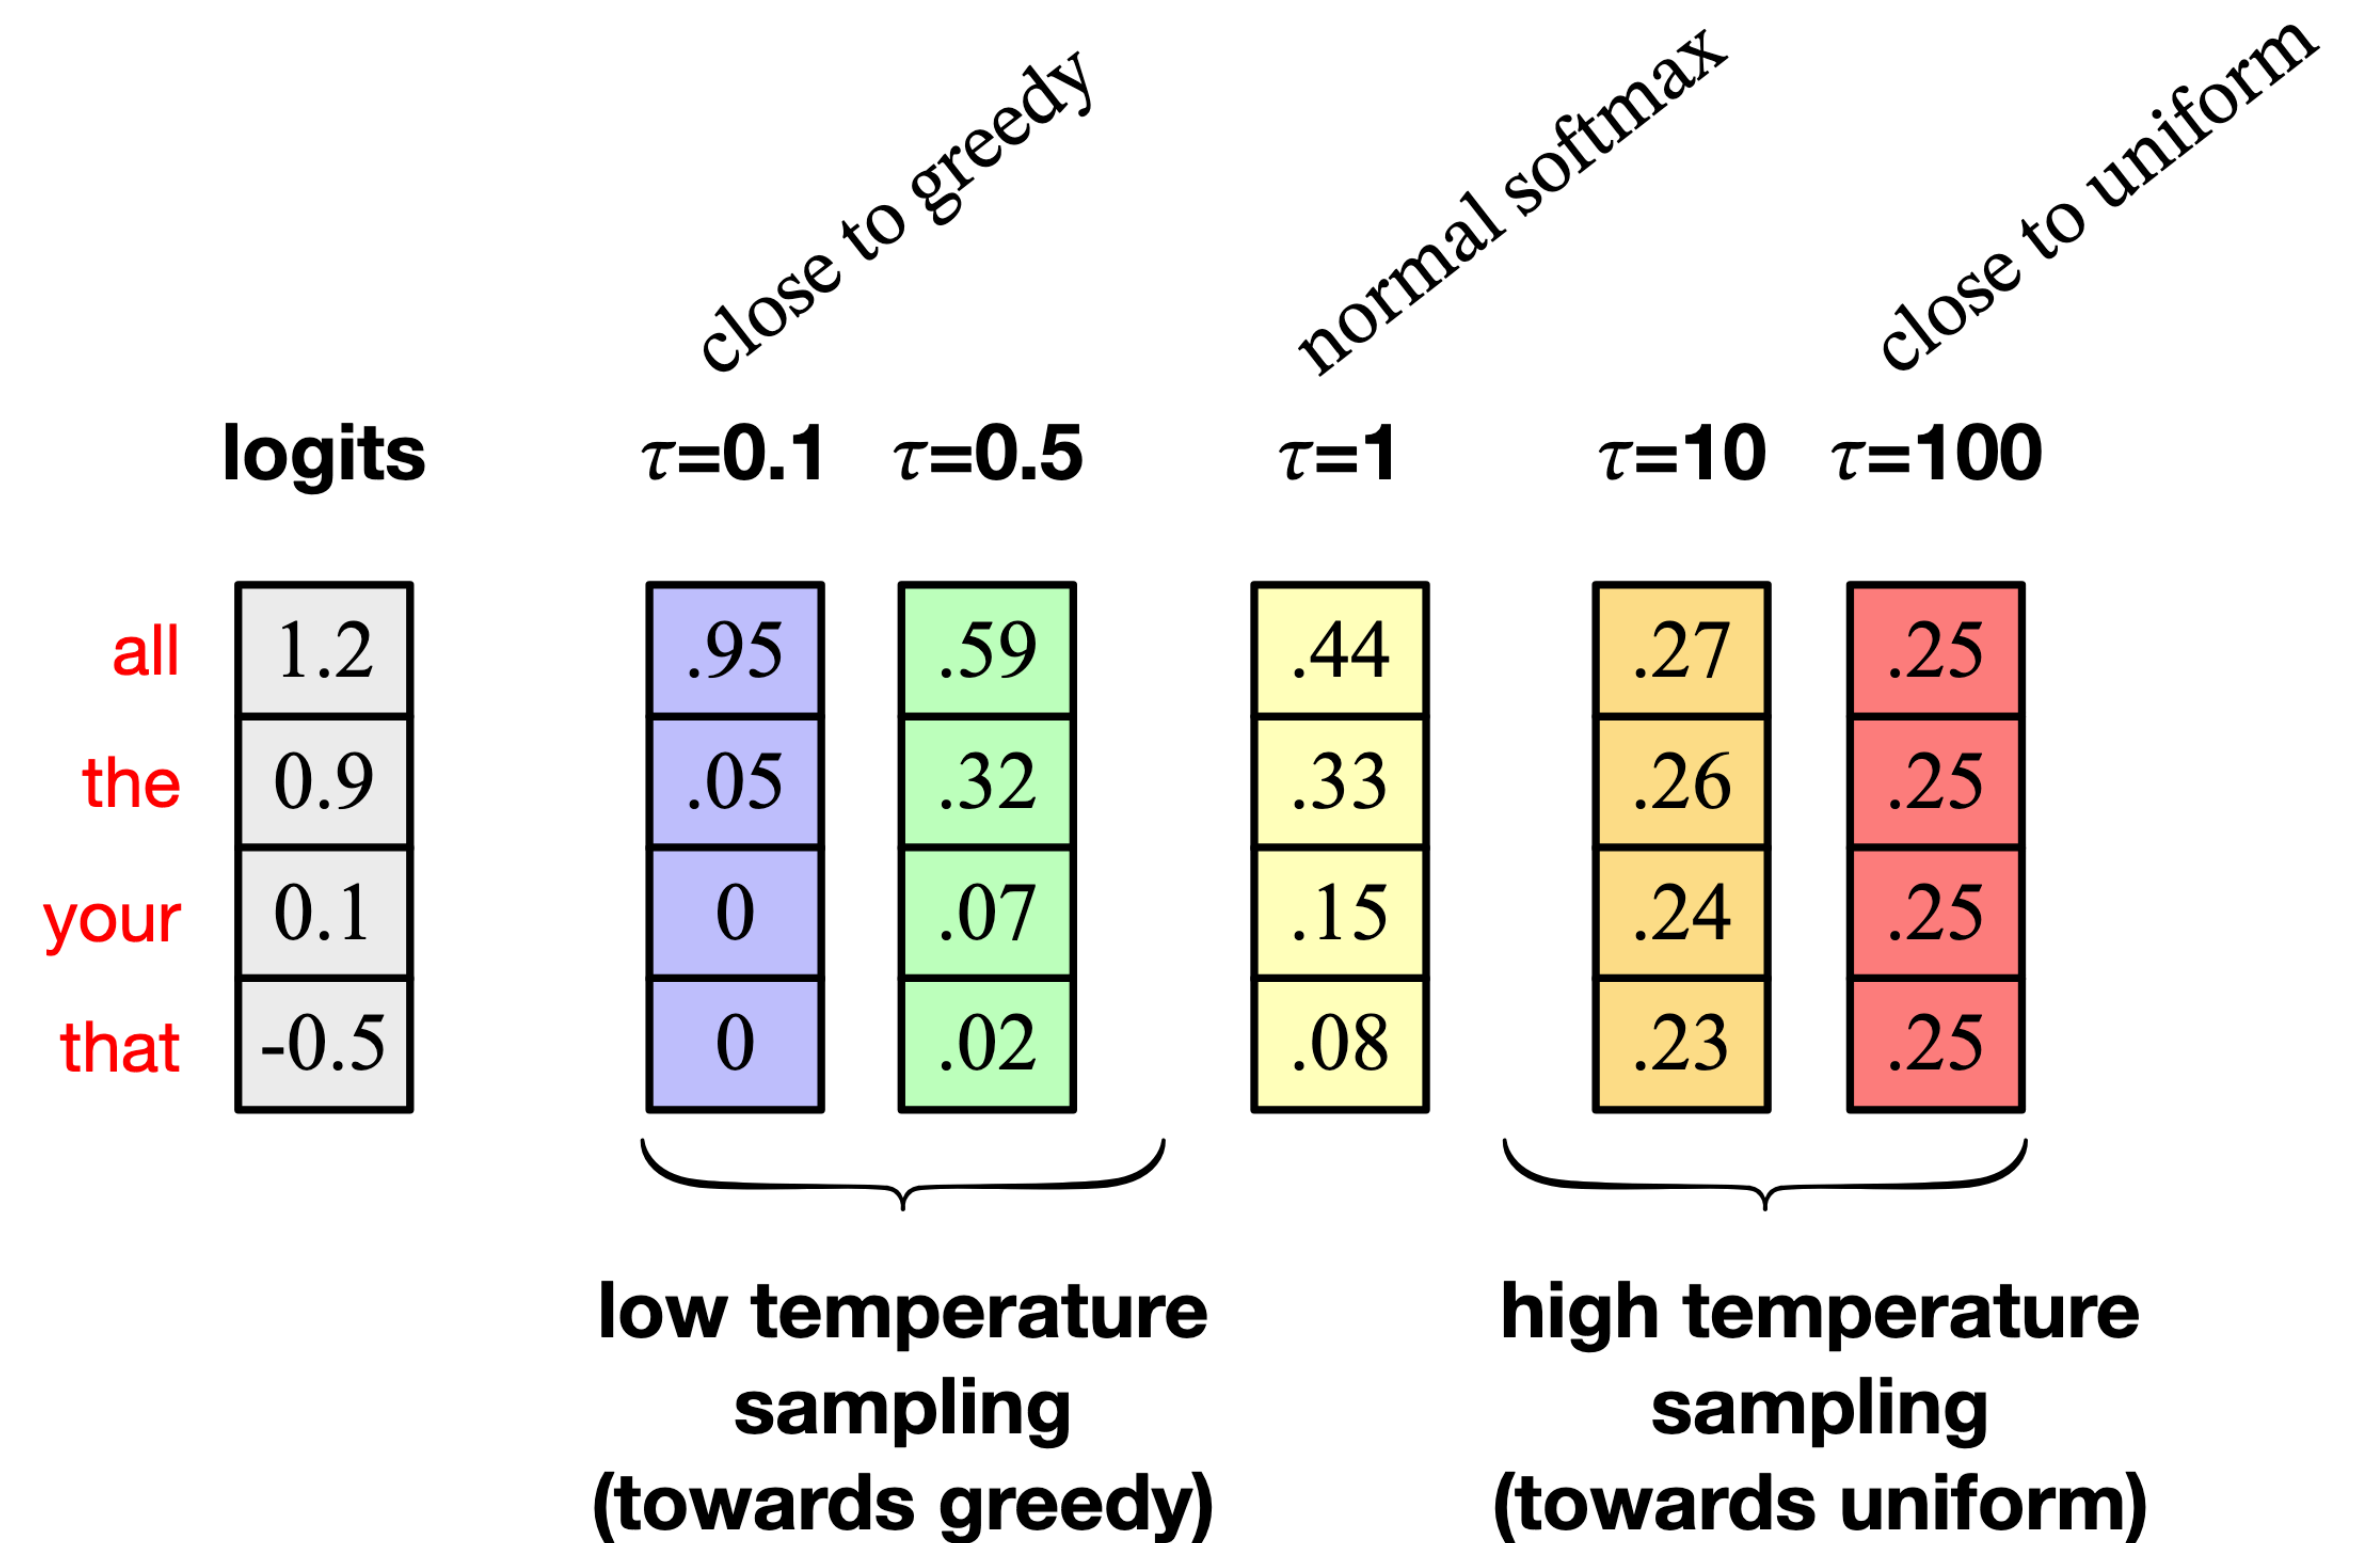 close to greedy
normal softmax
close to uniform
logits τ=0.1 τ=0.5 τ=1 τ=10 τ=100
all 1.2 .95 .59 .44 .27 .25
the 0.9 .05 .32 .33 .26 .25
your 0.1 0 .07 .15 .24 .25
that -0.5 0 .02 .08 .23 .25
low temperature
sampling
(towards greedy)
high temperature
sampling
(towards uniform)